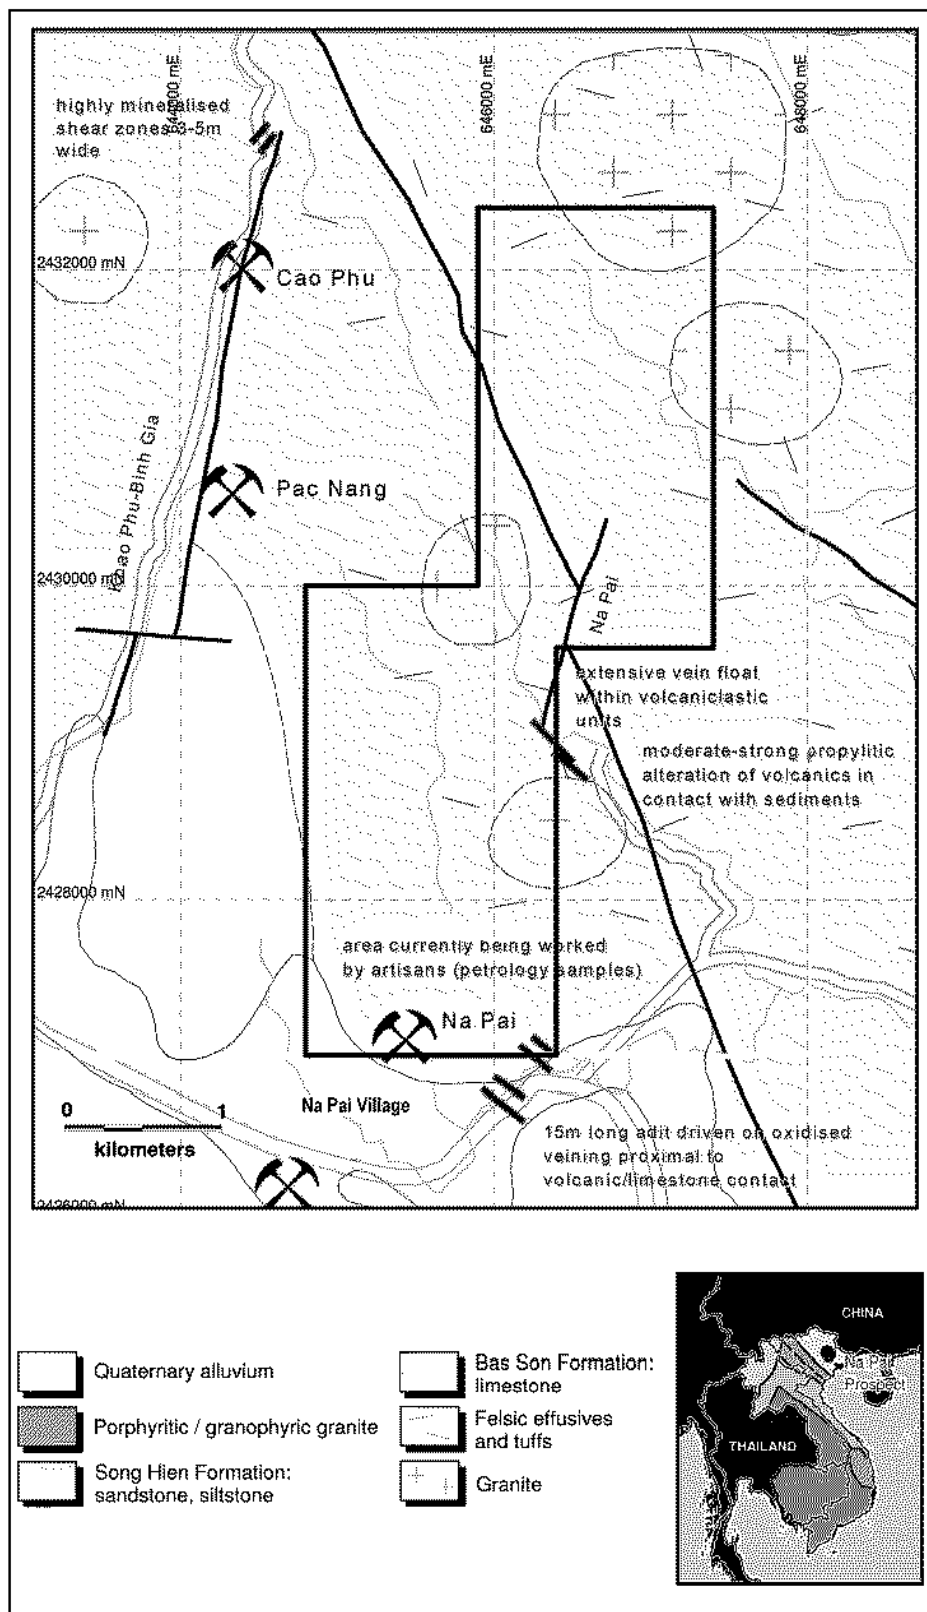 646000 mE
648000 mE
highly mineralised
shear zones 3-5m
wide
2432000 mN
Cao Phu
Pac Nang
Phu-Binh Gia
2430000 mN
Na Pai
extensive vein float
within volcaniclastic
units
moderate-strong propylitic
alteration of volcanics in
contact with sediments
2428000 mN
area currently being worked
by artisans (petrology samples)
Na Pai
0 1
kilometers
Na Pai Village
15m long adit driven on oxidised
veining proximal to
volcanic/limestone contact
2426000 mN
Quaternary alluvium
Porphyritic / granophyric granite
Song Hien Formation:
sandstone, siltstone
Bas Son Formation:
limestone
Felsic effusives
and tuffs
Granite
CHINA
Na Pai
Prospect
THAILAND